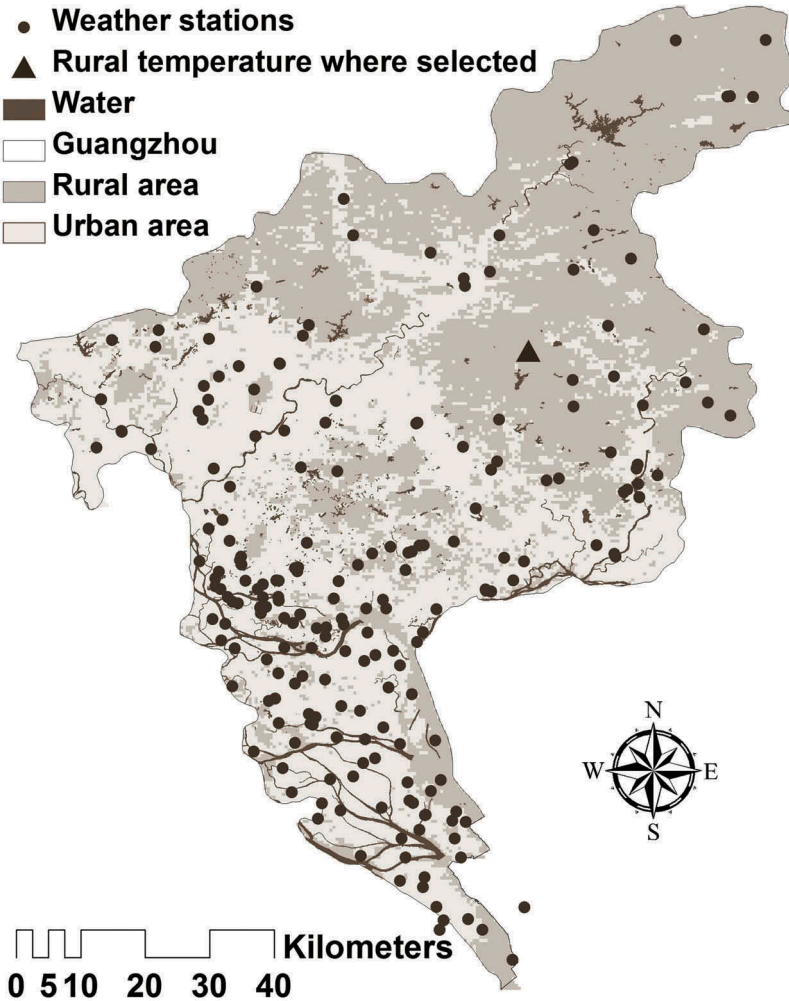 Weather stations
Rural temperature where selected
Water
Guangzhou
Rural area
Urban area
N
W E
S
Kilometers
0 5 10 20 30 40